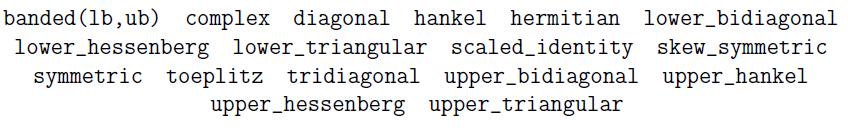 banded(lb,ub) complex diagonal hankel hermitian lower_bidiagonal
lower_hessenberg lower_triangular scaled_identity skew_symmetric
symmetric toeplitz tridiagonal upper_bidiagonal upper_hankel
upper_hessenberg upper_triangular